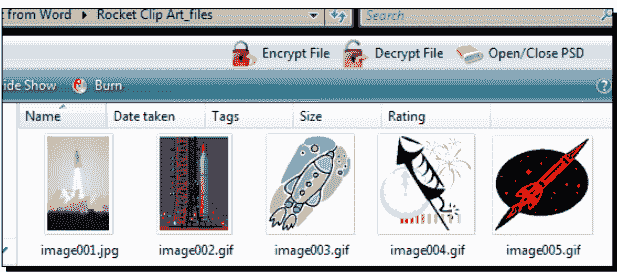 t from Word ▸ Rocket Clip Art_files Search
Encrypt File Decrypt File Open/Close PSD
ide Show Burn
Name Date taken Tags Size Rating
image001.jpg image002.gif image003.gif image004.gif image005.gif